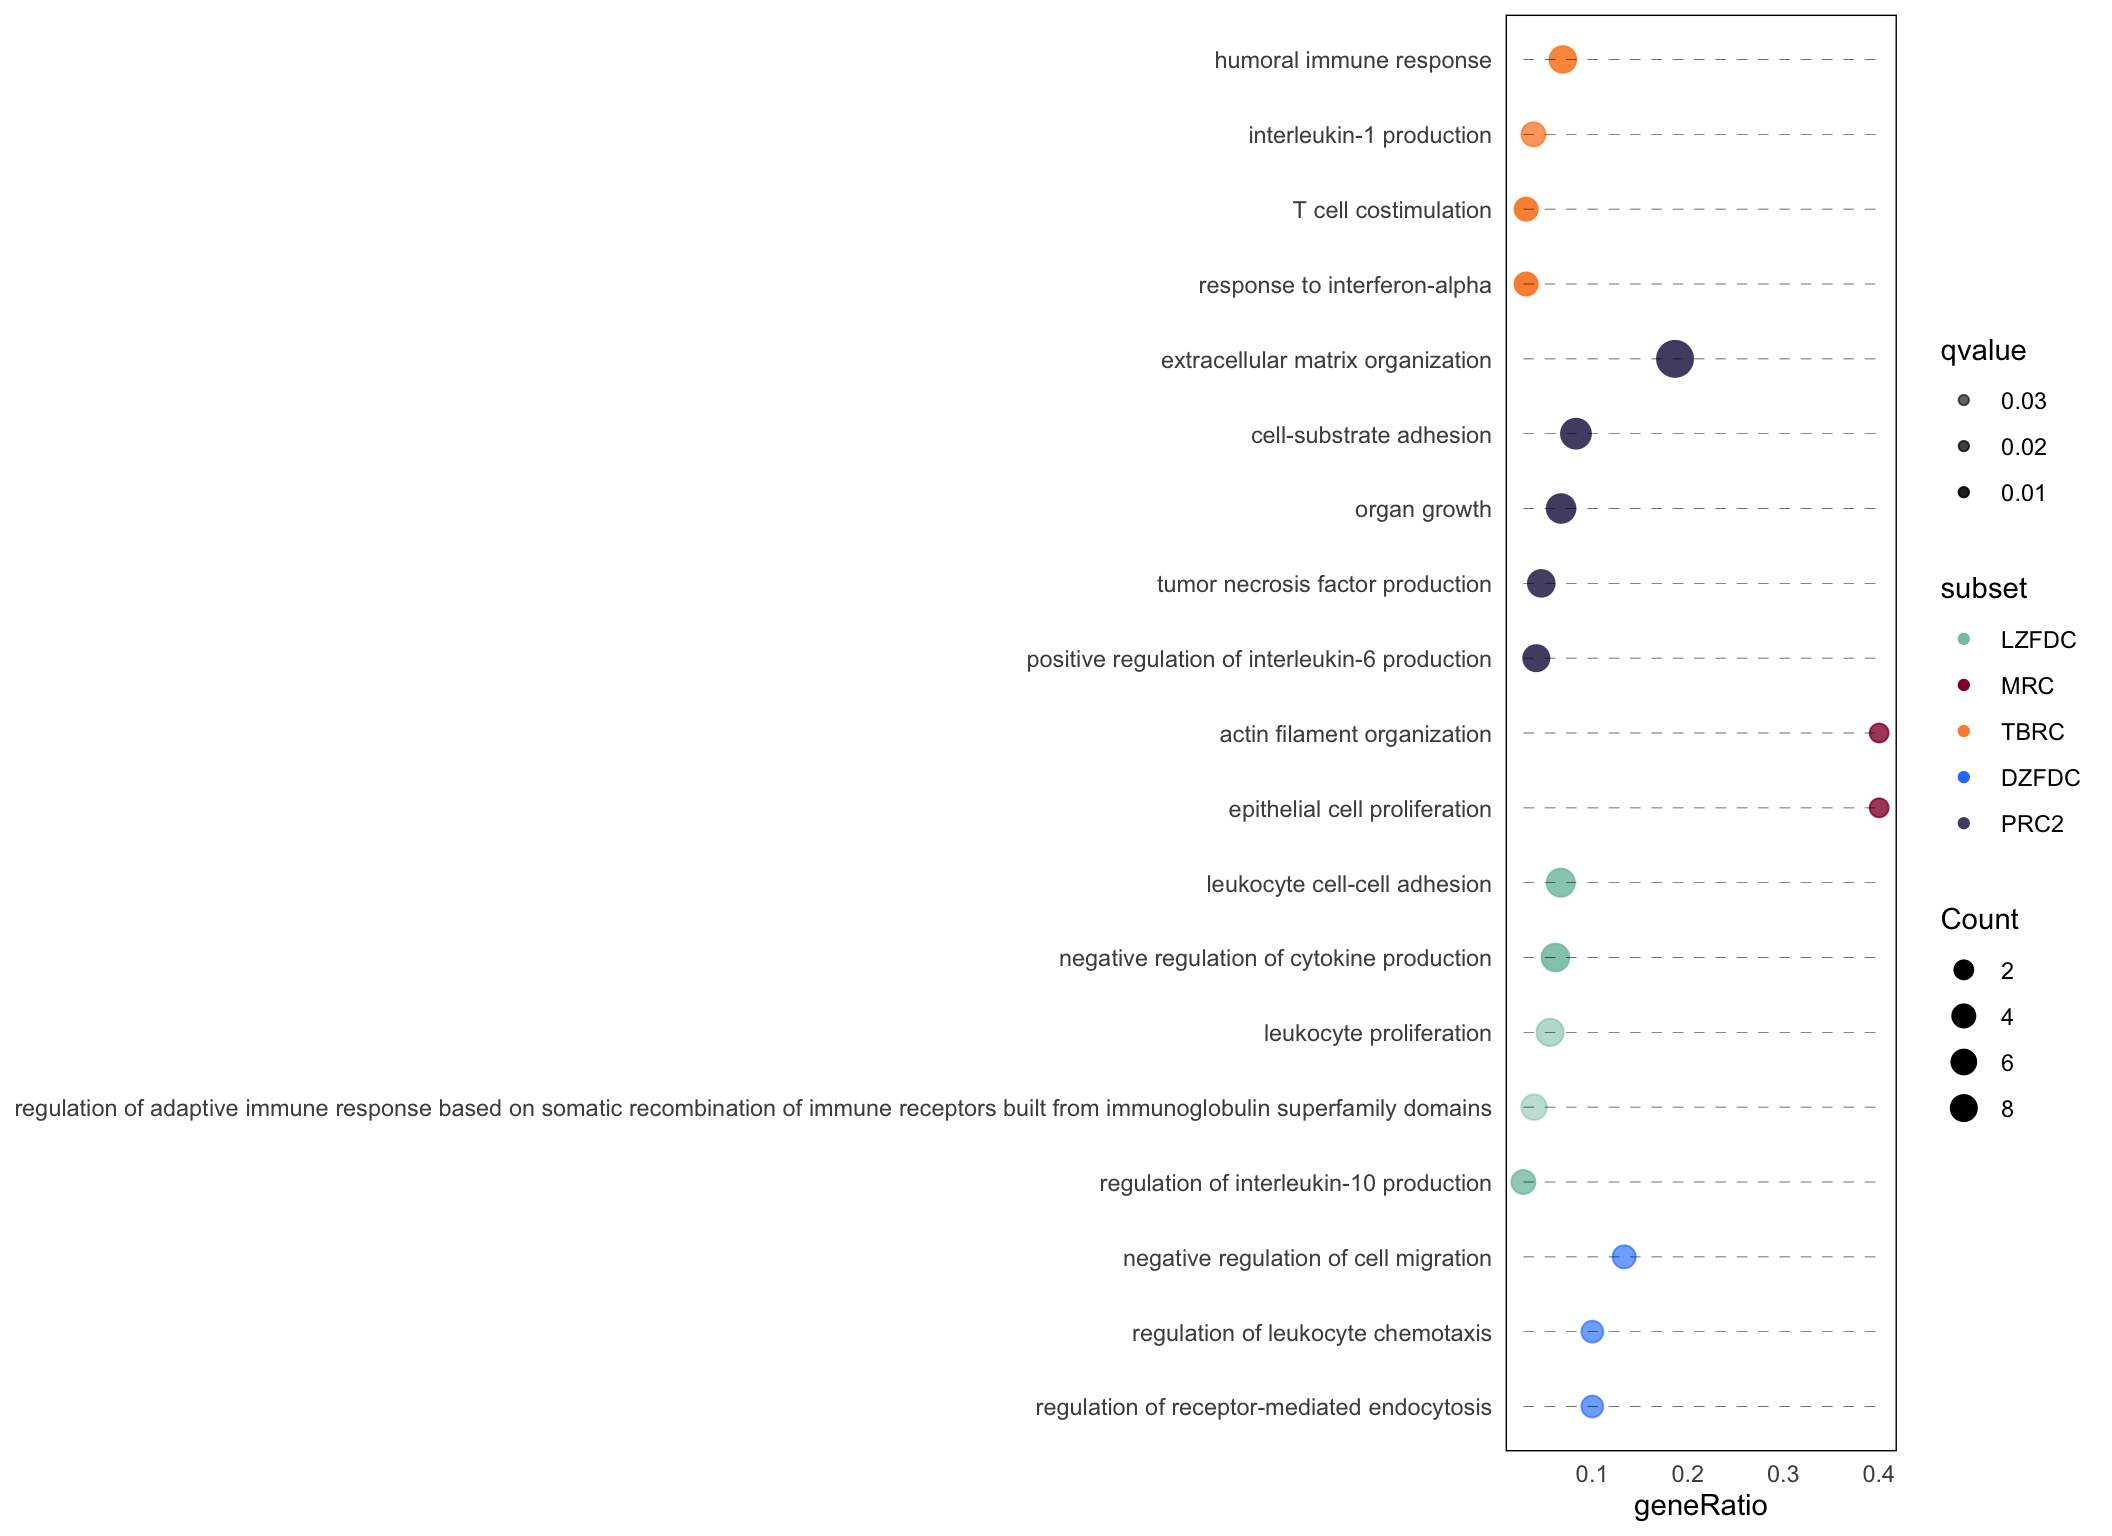 humoral immune response
interleukin-1 production
T cell costimulation
response to interferon-alpha
extracellular matrix organization
cell-substrate adhesion
organ growth
tumor necrosis factor production
positive regulation of interleukin-6 production
actin filament organization
epithelial cell proliferation
leukocyte cell-cell adhesion
negative regulation of cytokine production
leukocyte proliferation
regulation of adaptive immune response based on somatic recombination of immune receptors built from immunoglobulin superfamily domains
regulation of interleukin-10 production
negative regulation of cell migration
regulation of leukocyte chemotaxis
regulation of receptor-mediated endocytosis
0.1 0.2 0.3 0.4
geneRatio
qvalue
0.03
0.02
0.01
subset
LZFDC
MRC
TBRC
DZFDC
PRC2
Count
2
4
6
8